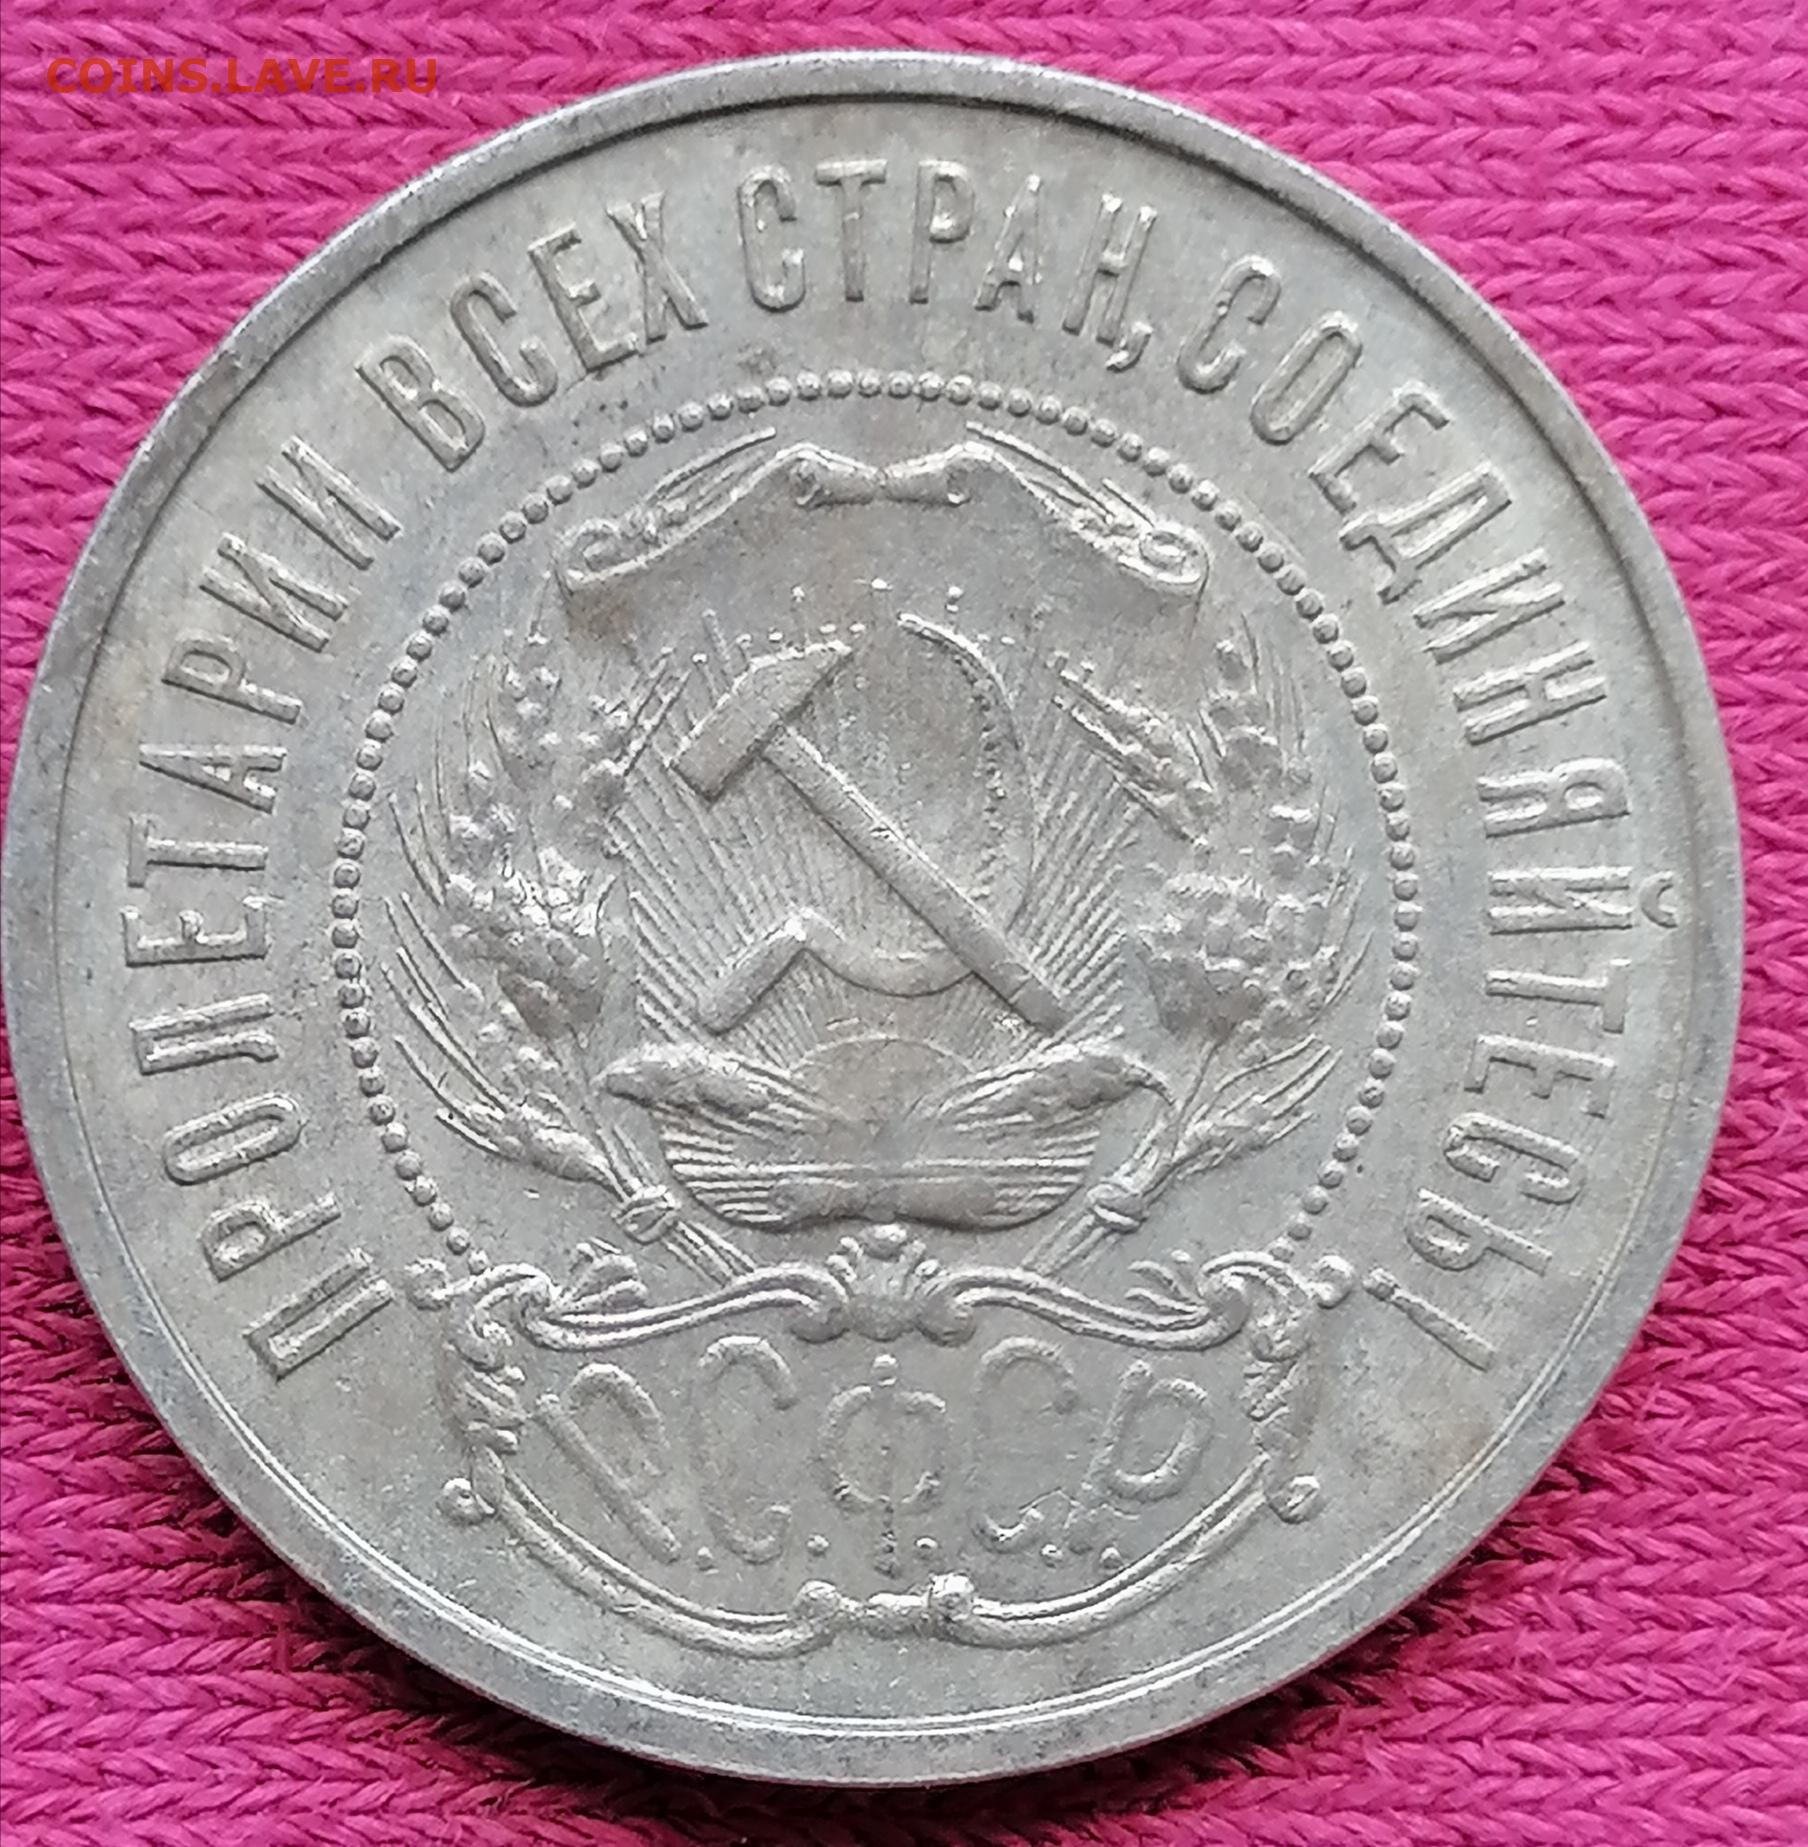 COINS.LAVE.RU
ПРОЛЕТАРИИ ВСЕХ СТРАН, СОЕДИНЯЙТЕСЬ!
Р.С.Ф.С.Р.